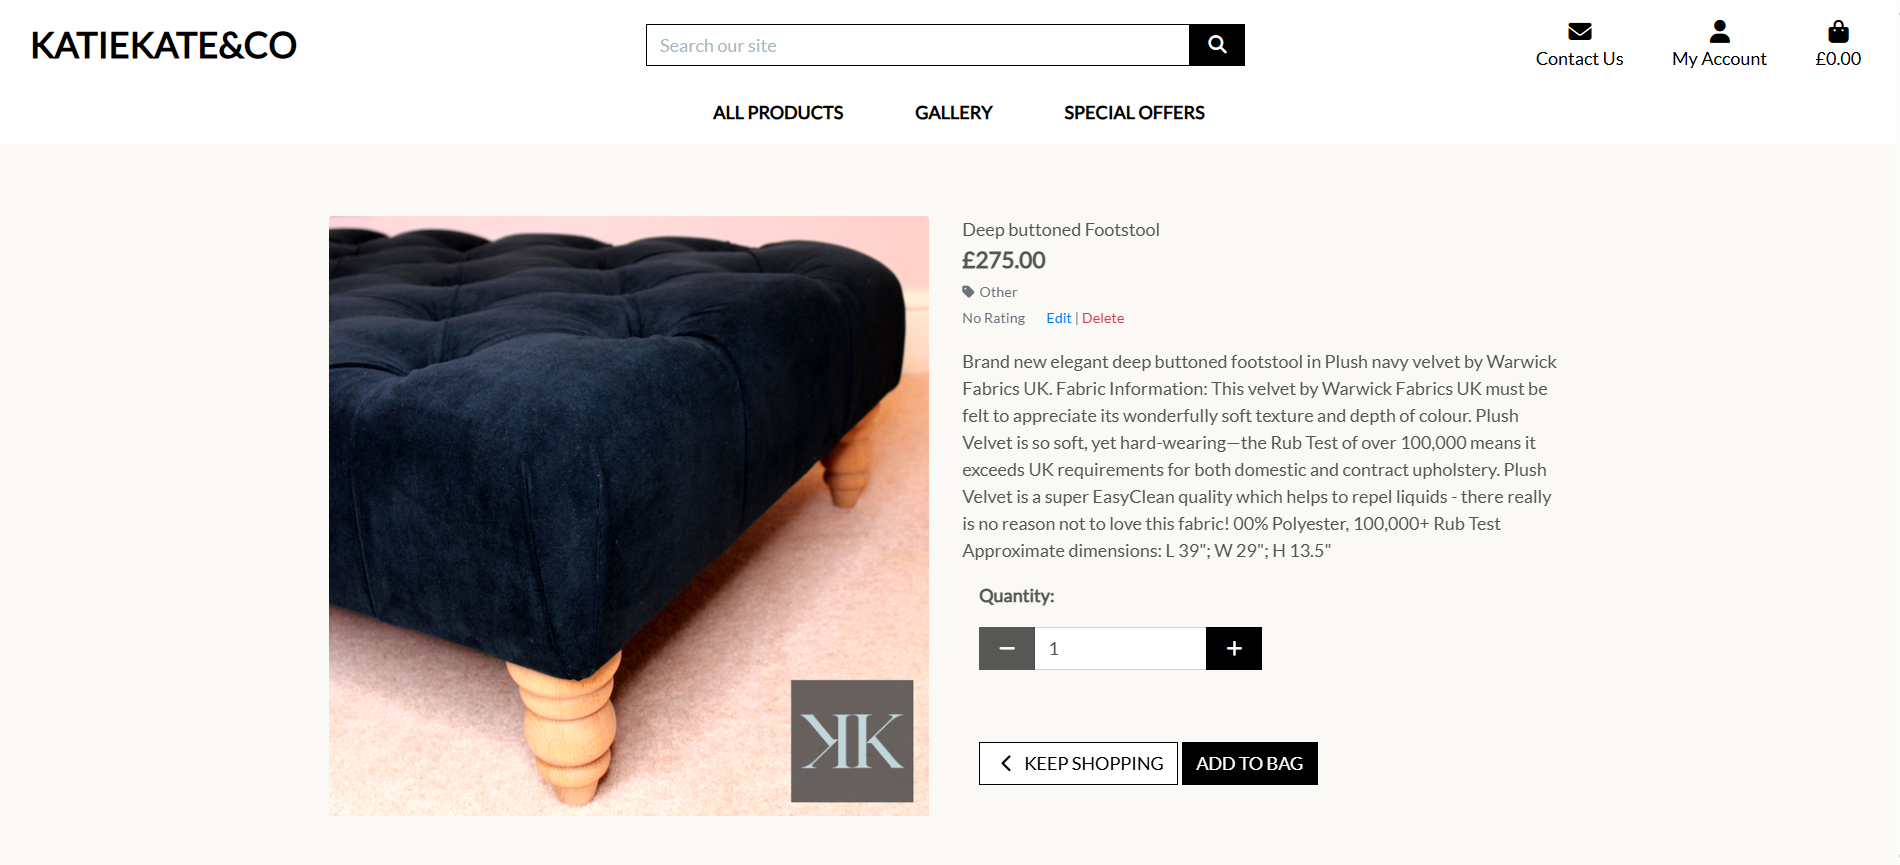 KATIEKATE&CO
Search our site
Contact Us
My Account
£0.00
ALL PRODUCTS
GALLERY
SPECIAL OFFERS
Deep buttoned Footstool
£275.00
Other
No Rating Edit | Delete
Brand new elegant deep buttoned footstool in Plush navy velvet by Warwick
Fabrics UK. Fabric Information: This velvet by Warwick Fabrics UK must be
felt to appreciate its wonderfully soft texture and depth of colour. Plush
Velvet is so soft, yet hard-wearing—the Rub Test of over 100,000 means it
exceeds UK requirements for both domestic and contract upholstery. Plush
Velvet is a super EasyClean quality which helps to repel liquids - there really
is no reason not to love this fabric! 00% Polyester, 100,000+ Rub Test
Approximate dimensions: L 39"; W 29"; H 13.5"
Quantity:
1
KEEP SHOPPING
ADD TO BAG
KK